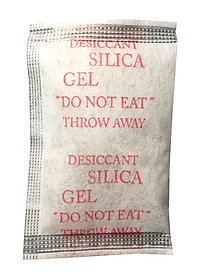 DESICCANT
SILICA
GEL
"DO NOT EAT"
THROW AWAY
DESICCANT
SILICA
GEL
"DO NOT EAT"
THROW AWAY